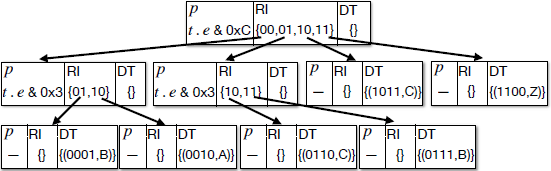 p RI DT
t . e & 0xC {00,01,10,11} {}
p RI DT p RI DT p RI DT p RI DT
t . e & 0x3 {01,10} {} t . e & 0x3 {10,11} {} – {} {(1011,C)} – {} {(1100,Z)}
p RI DT p RI DT p RI DT p RI DT
– {} {(0001,B)} – {} {(0010,A)} – {} {(0110,C)} – {} {(0111,B)}